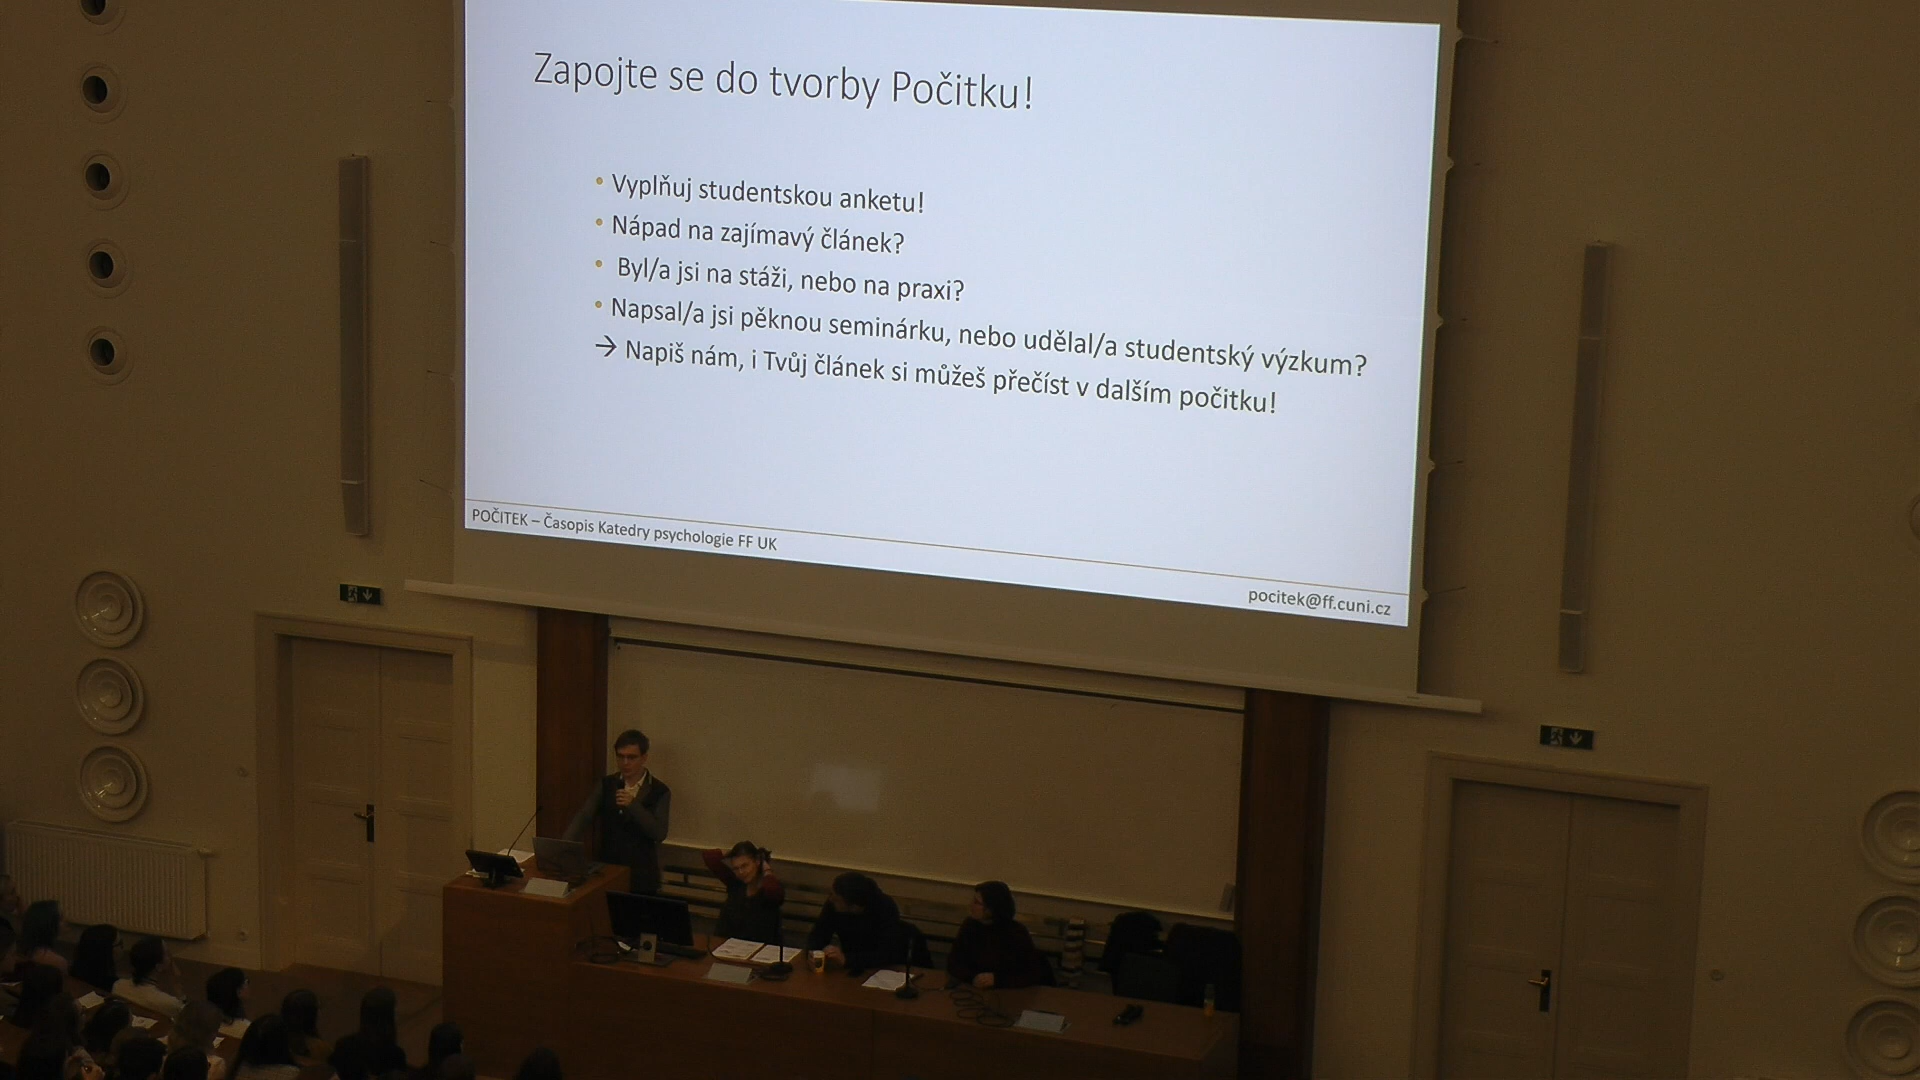 Zapojte se do tvorby Počitku!
• Vyplňuj studentskou anketu!
• Nápad na zajímavý článek?
• Byl/a jsi na stáži, nebo na praxi?
• Napsal/a jsi pěknou seminárku, nebo udělal/a studentský výzkum?
→ Napiš nám, i Tvůj článek si můžeš přečíst v dalším počitku!
POČITEK – Časopis Katedry psychologie FF UK
pocitek@ff.cuni.cz